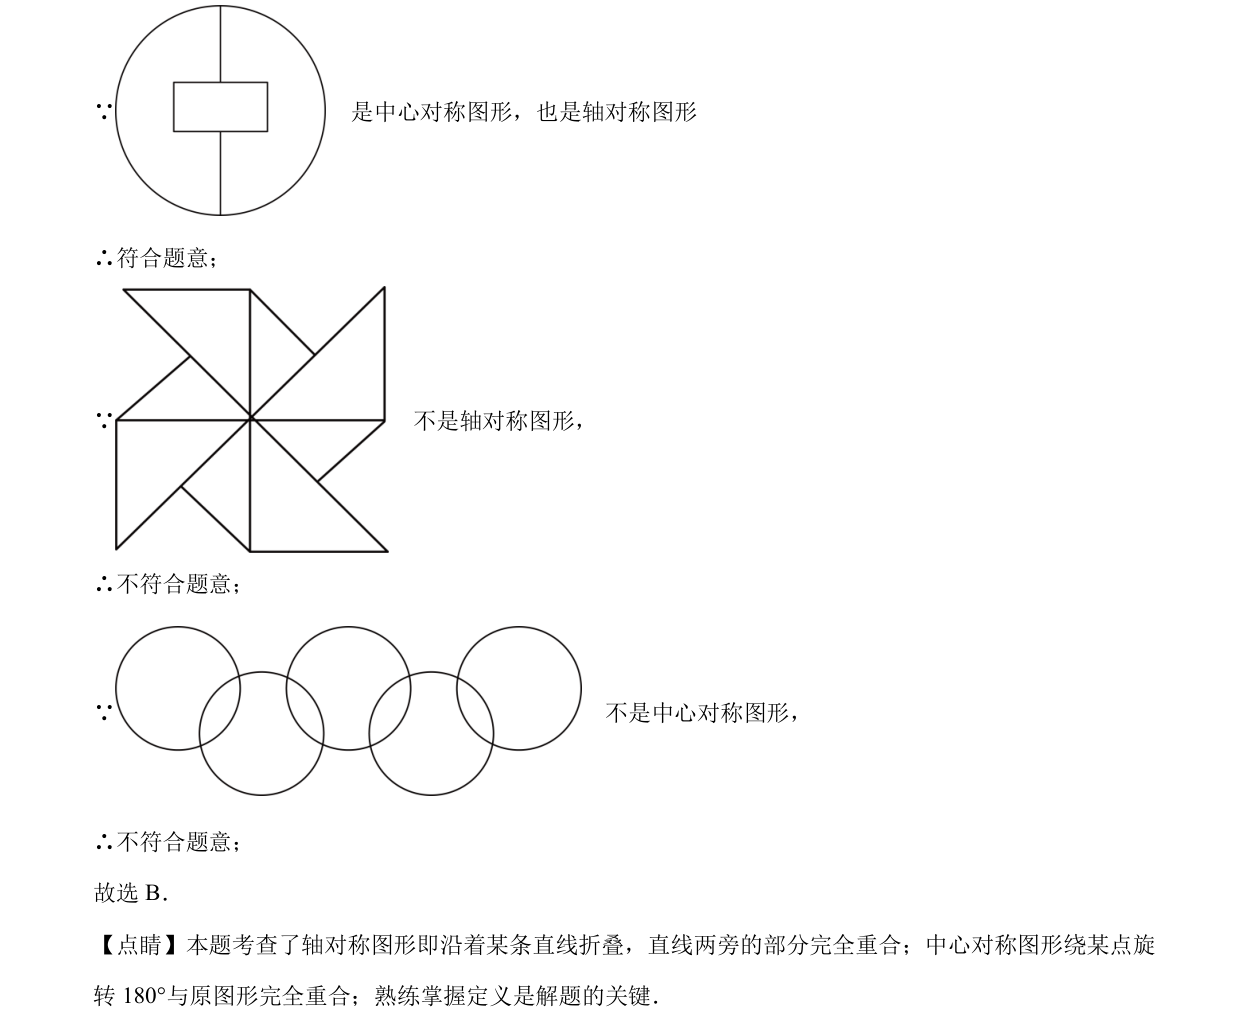 ∵ 是中心对称图形，也是轴对称图形
∴符合题意；
∵ 不是轴对称图形，
∴不符合题意；
∵ 不是中心对称图形，
∴不符合题意；
故选 B．
【点睛】本题考查了轴对称图形即沿着某条直线折叠，直线两旁的部分完全重合；中心对称图形绕某点旋
转 180°与原图形完全重合；熟练掌握定义是解题的关键．